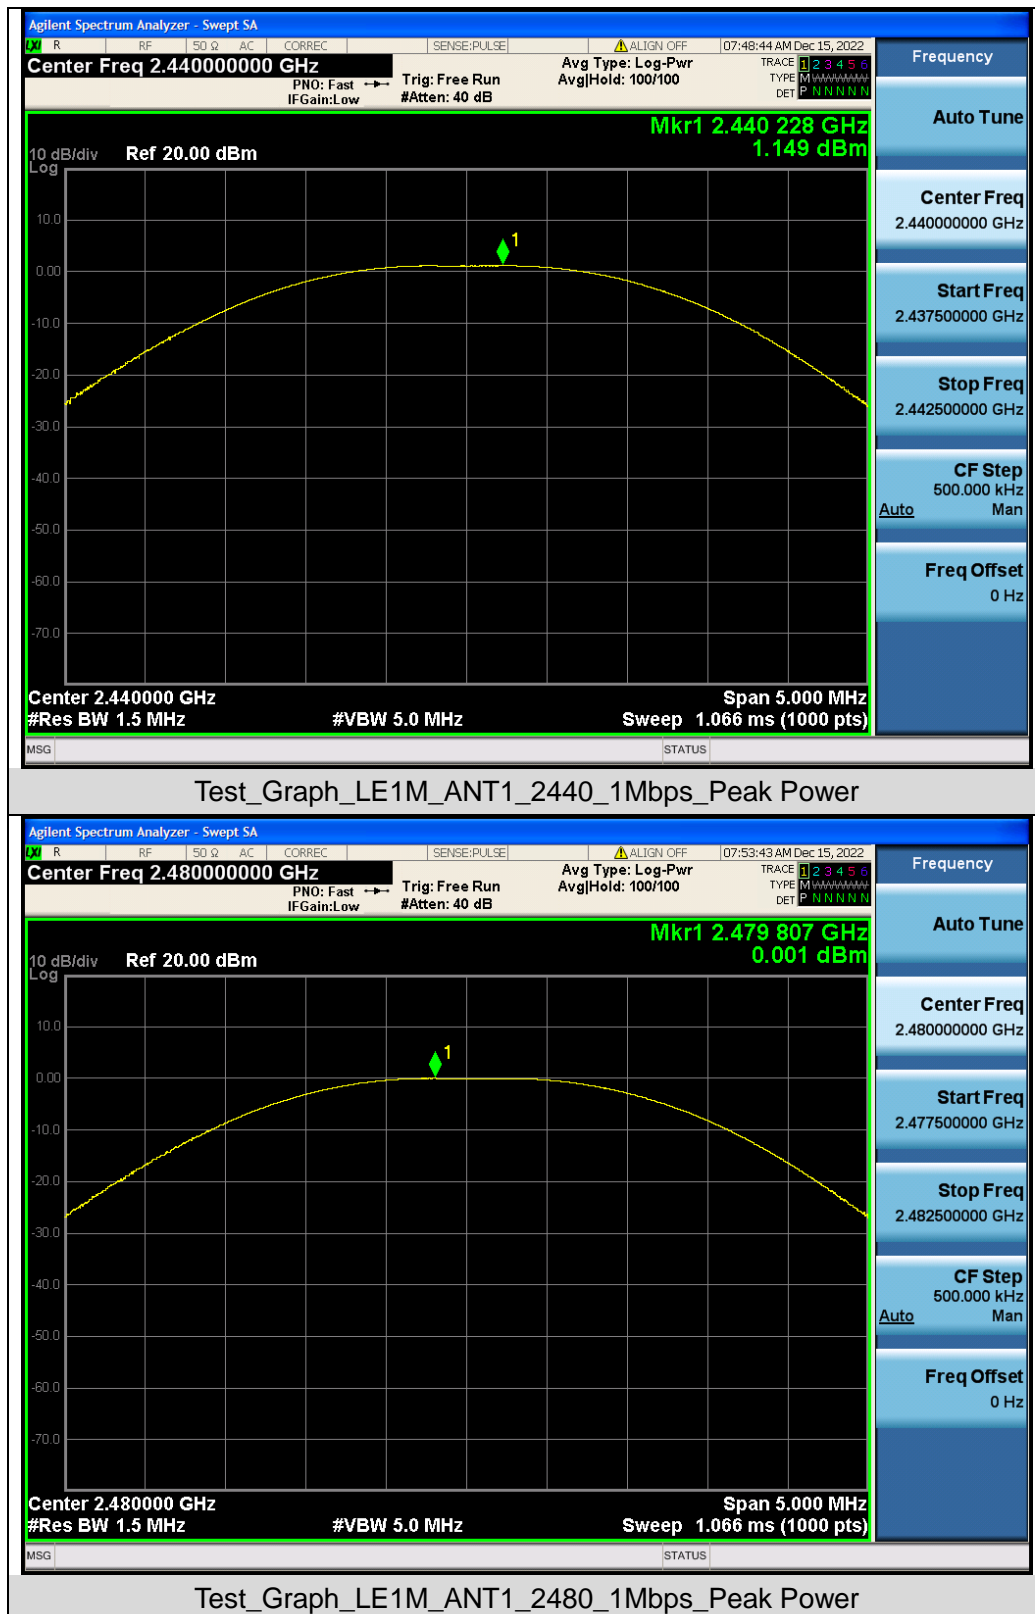 Agilent Spectrum Analyzer - Swept SA
LXI R RF 50 Ω AC CORREC SENSE:PULSE ALIGN OFF 07:48:44 AM Dec 15, 2022
Center Freq 2.440000000 GHz
PNO: Fast
IFGain:Low
Trig: Free Run
#Atten: 40 dB
Avg Type: Log-Pwr
Avg|Hold: 100/100
TRACE 1 2 3 4 5 6
TYPE M
DET P N N N N N
Mkr1 2.440 228 GHz
1.149 dBm
10 dB/div Ref 20.00 dBm
Log
10.0
1
0.00
-10.0
-20.0
-30.0
-40.0
-50.0
-60.0
-70.0
Center 2.440000 GHz Span 5.000 MHz
#Res BW 1.5 MHz #VBW 5.0 MHz Sweep 1.066 ms (1000 pts)
MSG STATUS
Frequency
Auto Tune
Center Freq
2.440000000 GHz
Start Freq
2.437500000 GHz
Stop Freq
2.442500000 GHz
CF Step
500.000 kHz
Auto Man
Freq Offset
0 Hz
Test_Graph_LE1M_ANT1_2440_1Mbps_Peak Power
Agilent Spectrum Analyzer - Swept SA
LXI R RF 50 Ω AC CORREC SENSE:PULSE ALIGN OFF 07:53:43 AM Dec 15, 2022
Center Freq 2.480000000 GHz
PNO: Fast
IFGain:Low
Trig: Free Run
#Atten: 40 dB
Avg Type: Log-Pwr
Avg|Hold: 100/100
TRACE 1 2 3 4 5 6
TYPE M
DET P N N N N N
Mkr1 2.479 807 GHz
0.001 dBm
10 dB/div Ref 20.00 dBm
Log
10.0
1
0.00
-10.0
-20.0
-30.0
-40.0
-50.0
-60.0
-70.0
Center 2.480000 GHz Span 5.000 MHz
#Res BW 1.5 MHz #VBW 5.0 MHz Sweep 1.066 ms (1000 pts)
MSG STATUS
Frequency
Auto Tune
Center Freq
2.480000000 GHz
Start Freq
2.477500000 GHz
Stop Freq
2.482500000 GHz
CF Step
500.000 kHz
Auto Man
Freq Offset
0 Hz
Test_Graph_LE1M_ANT1_2480_1Mbps_Peak Power